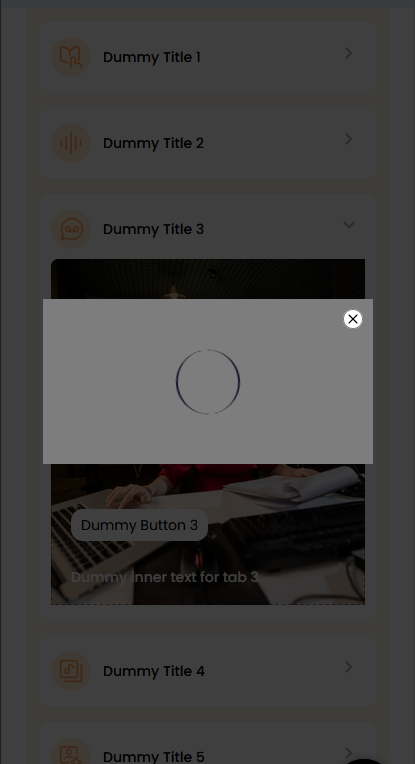 Dummy Title 1
Dummy Title 2
Dummy Title 3
Dummy Button 3
Dummy inner text for tab 3.
Dummy Title 4
Dummy Title 5